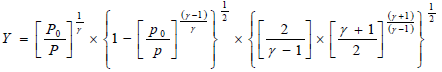 Y = [P₀/P]^(1/γ) × {1 − [p₀/p]^((γ−1)/γ)}^(1/2) × {[2/(γ − 1)] × [(γ + 1)/2]^((γ+1)/(γ−1))}^(1/2)